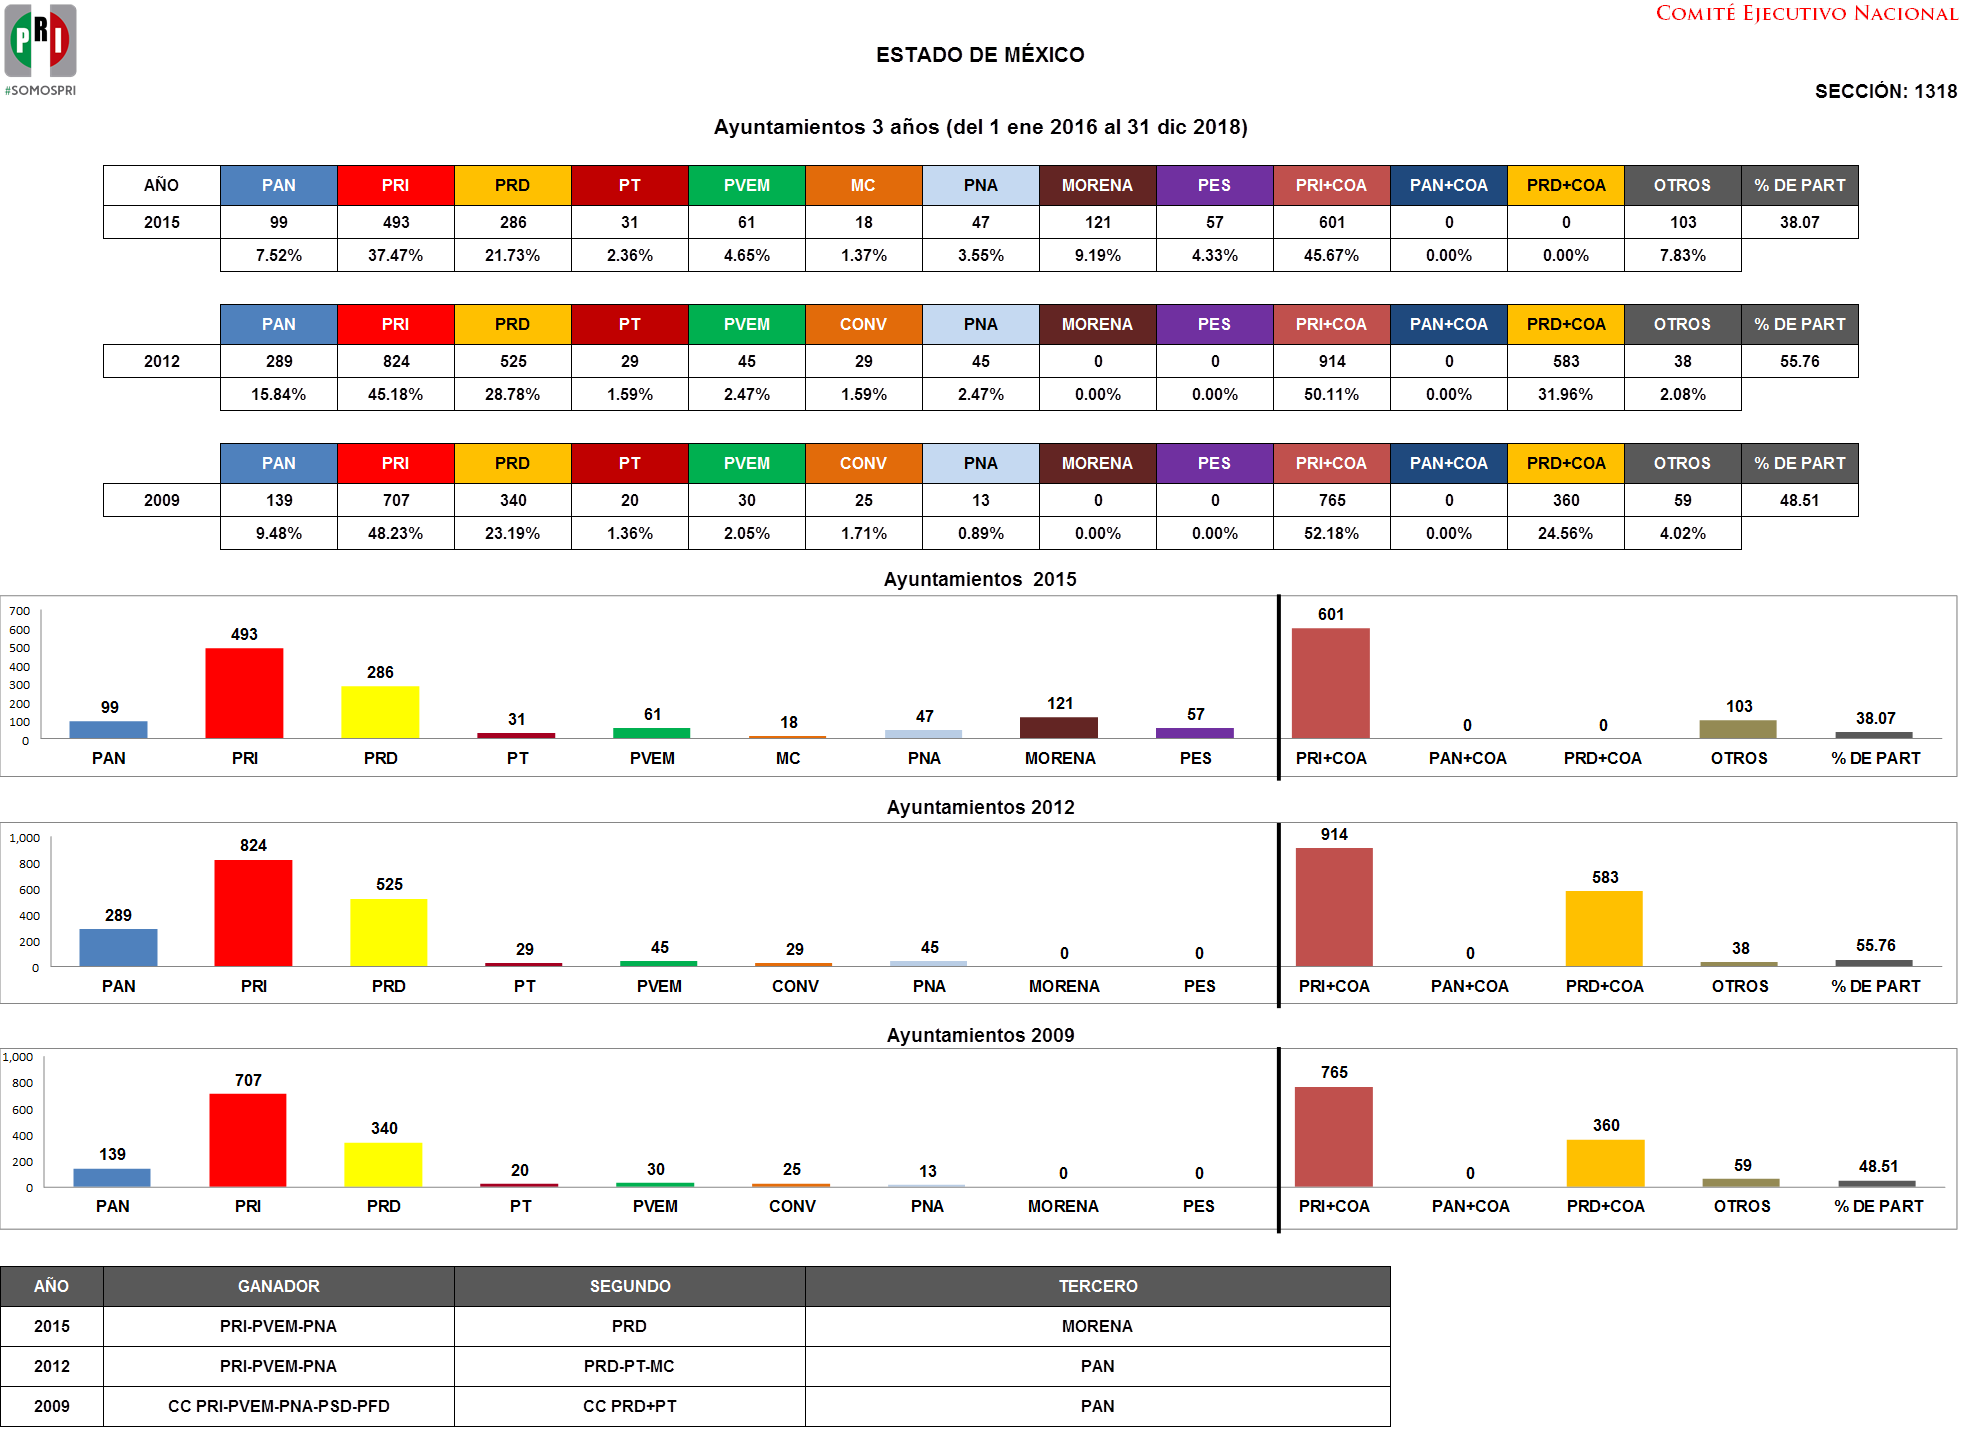 COMITÉ EJECUTIVO NACIONAL
PRI
#SOMOSPRI
ESTADO DE MÉXICO
SECCIÓN: 1318
Ayuntamientos 3 años (del 1 ene 2016 al 31 dic 2018)
AÑO PAN PRI PRD PT PVEM MC PNA MORENA PES PRI+COA PAN+COA PRD+COA OTROS % DE PART
2015 99 493 286 31 61 18 47 121 57 601 0 0 103 38.07
7.52% 37.47% 21.73% 2.36% 4.65% 1.37% 3.55% 9.19% 4.33% 45.67% 0.00% 0.00% 7.83%
PAN PRI PRD PT PVEM CONV PNA MORENA PES PRI+COA PAN+COA PRD+COA OTROS % DE PART
2012 289 824 525 29 45 29 45 0 0 914 0 583 38 55.76
15.84% 45.18% 28.78% 1.59% 2.47% 1.59% 2.47% 0.00% 0.00% 50.11% 0.00% 31.96% 2.08%
PAN PRI PRD PT PVEM CONV PNA MORENA PES PRI+COA PAN+COA PRD+COA OTROS % DE PART
2009 139 707 340 20 30 25 13 0 0 765 0 360 59 48.51
9.48% 48.23% 23.19% 1.36% 2.05% 1.71% 0.89% 0.00% 0.00% 52.18% 0.00% 24.56% 4.02%
Ayuntamientos 2015
700
600
500
400
300
200
100
0
99 493 286 31 61 18 47 121 57 601 0 0 103 38.07
PAN PRI PRD PT PVEM MC PNA MORENA PES PRI+COA PAN+COA PRD+COA OTROS % DE PART
Ayuntamientos 2012
1,000
800
600
400
200
0
289 824 525 29 45 29 45 0 0 914 0 583 38 55.76
PAN PRI PRD PT PVEM CONV PNA MORENA PES PRI+COA PAN+COA PRD+COA OTROS % DE PART
Ayuntamientos 2009
1,000
800
600
400
200
0
139 707 340 20 30 25 13 0 0 765 0 360 59 48.51
PAN PRI PRD PT PVEM CONV PNA MORENA PES PRI+COA PAN+COA PRD+COA OTROS % DE PART
AÑO GANADOR SEGUNDO TERCERO
2015 PRI-PVEM-PNA PRD MORENA
2012 PRI-PVEM-PNA PRD-PT-MC PAN
2009 CC PRI-PVEM-PNA-PSD-PFD CC PRD+PT PAN